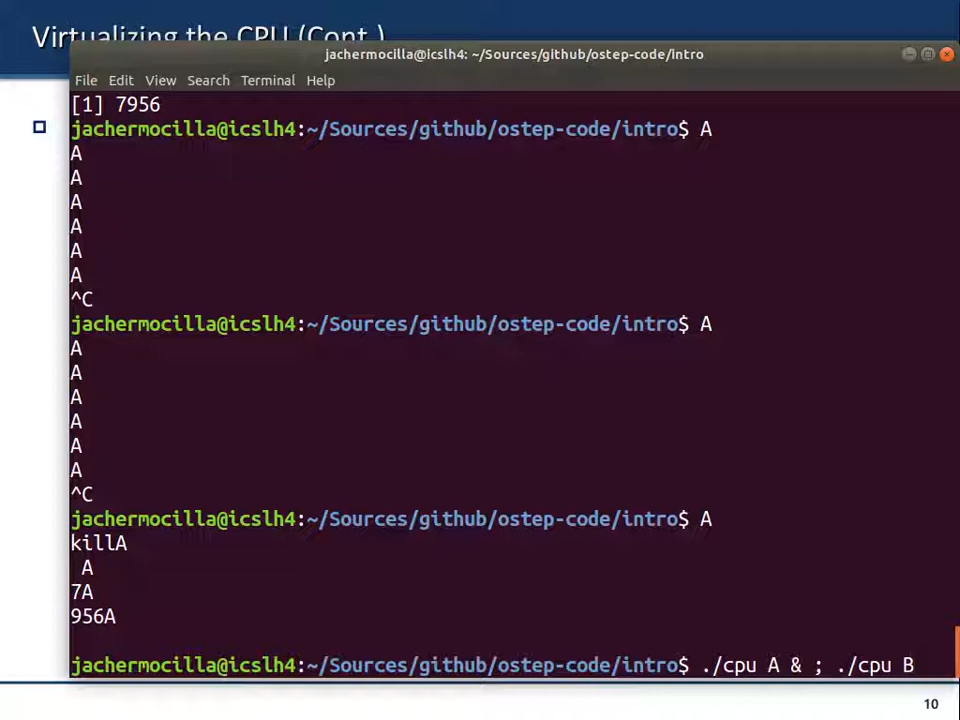 Virtualizing the CPU (Cont.)
jachermocilla@icslh4: ~/Sources/github/ostep-code/intro
File Edit View Search Terminal Help
[1] 7956
jachermocilla@icslh4:~/Sources/github/ostep-code/intro$ A
A
A
A
A
A
A
^C
jachermocilla@icslh4:~/Sources/github/ostep-code/intro$ A
A
A
A
A
A
A
^C
jachermocilla@icslh4:~/Sources/github/ostep-code/intro$ A
killA
 A
7A
956A
jachermocilla@icslh4:~/Sources/github/ostep-code/intro$ ./cpu A & ; ./cpu B
10